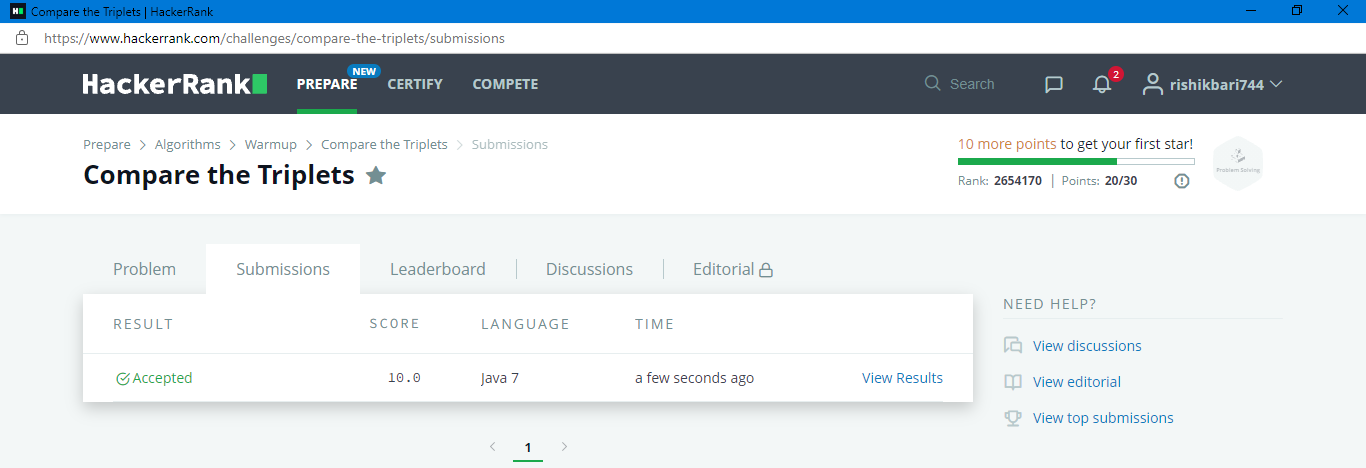 Compare the Triplets | HackerRank
https://www.hackerrank.com/challenges/compare-the-triplets/submissions
HackerRank PREPARE NEW CERTIFY COMPETE Search 2 rishikbari744
Prepare > Algorithms > Warmup > Compare the Triplets > Submissions
Compare the Triplets
10 more points to get your first star!
Rank: 2654170 | Points: 20/30
Problem Solving
Problem Submissions Leaderboard Discussions Editorial
RESULT SCORE LANGUAGE TIME
Accepted 10.0 Java 7 a few seconds ago View Results
1
NEED HELP?
View discussions
View editorial
View top submissions